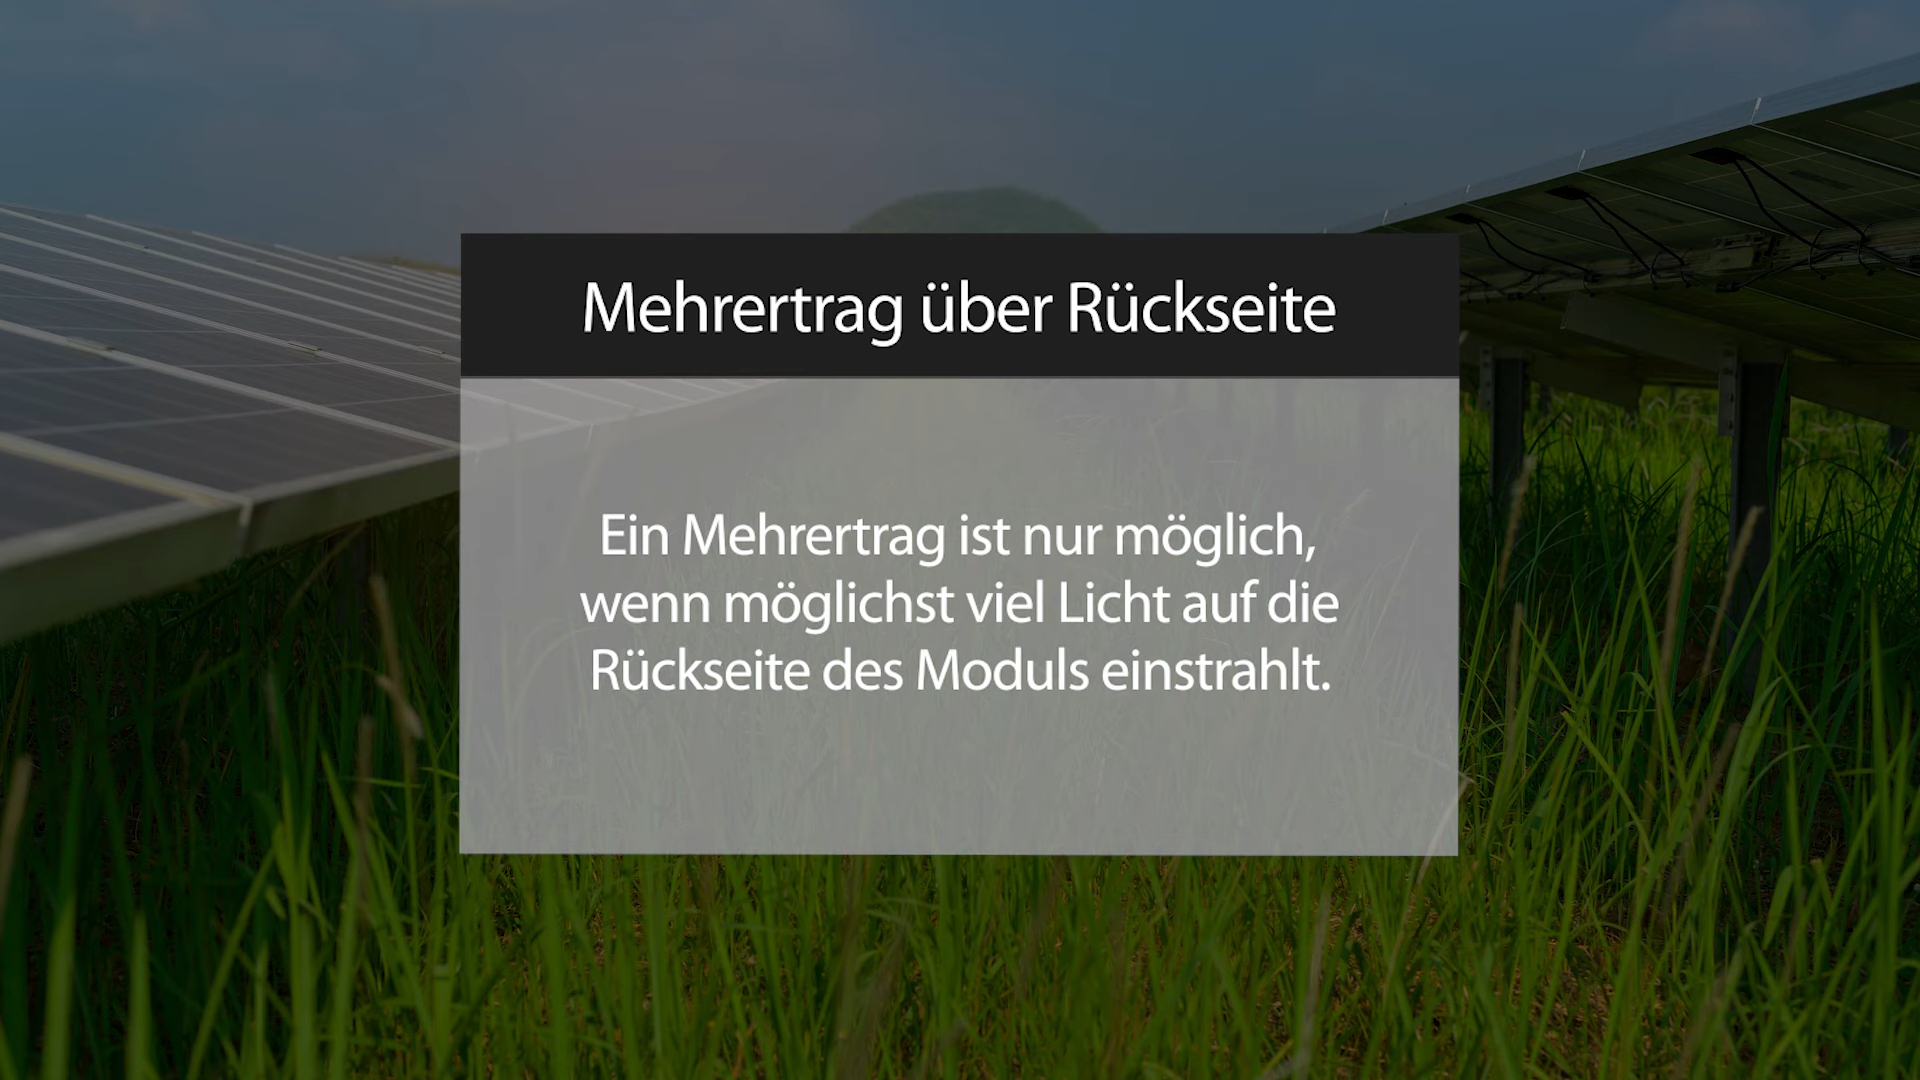 Mehrertrag über Rückseite
Ein Mehrertrag ist nur möglich,
wenn möglichst viel Licht auf die
Rückseite des Moduls einstrahlt.